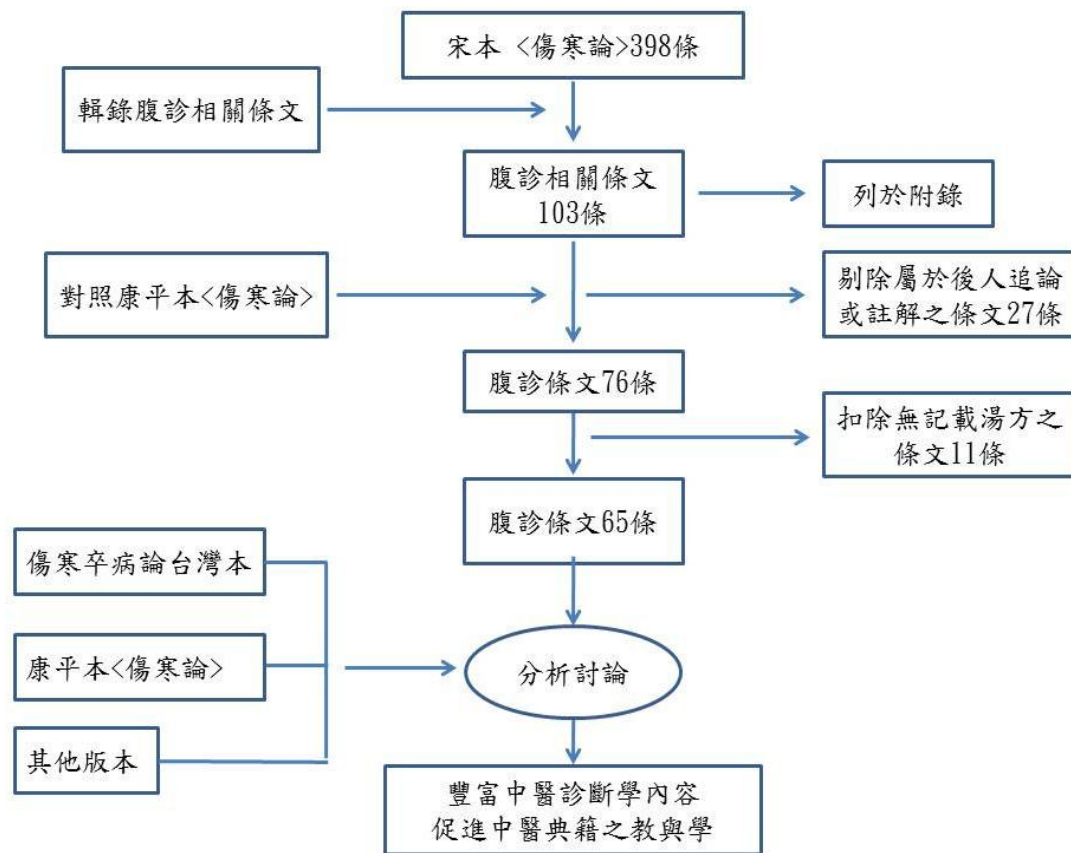 宋本 <傷寒論>398條
輯錄腹診相關條文
腹診相關條文
103條
列於附錄
對照康平本<傷寒論>
剔除屬於後人追論
或註解之條文27條
腹診條文76條
扣除無記載湯方之
條文11條
腹診條文65條
傷寒卒病論台灣本
康平本<傷寒論>
其他版本
分析討論
豐富中醫診斷學內容
促進中醫典籍之教與學